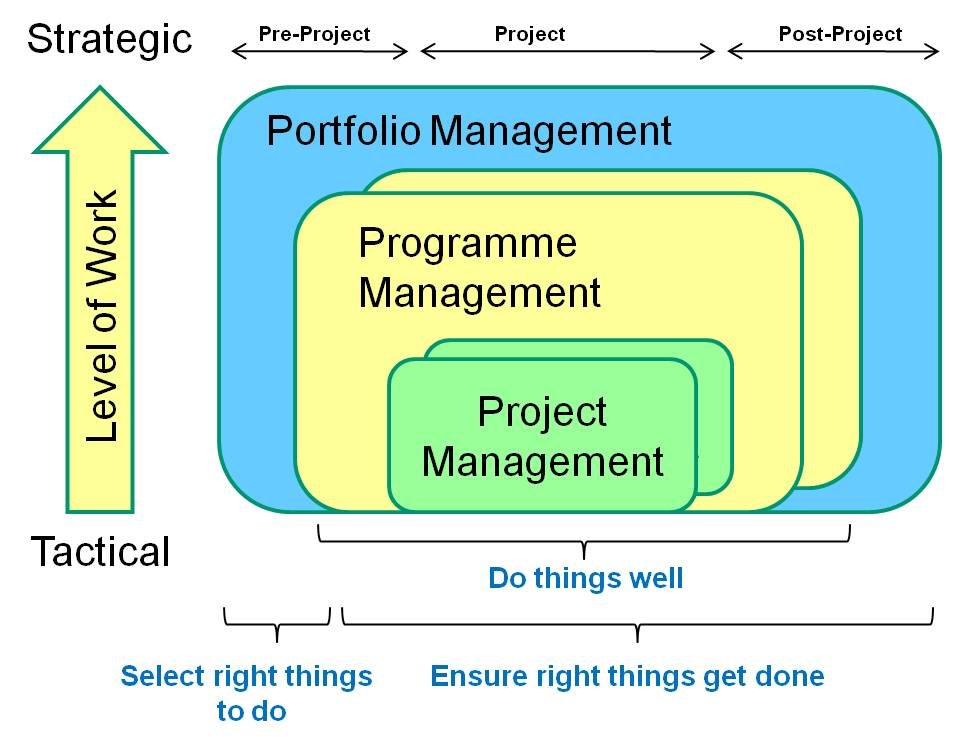 Strategic
Pre-Project
Project
Post-Project
Portfolio Management
Programme
Management
Level of Work
Project
Management
Tactical
Do things well
Select right things
to do
Ensure right things get done